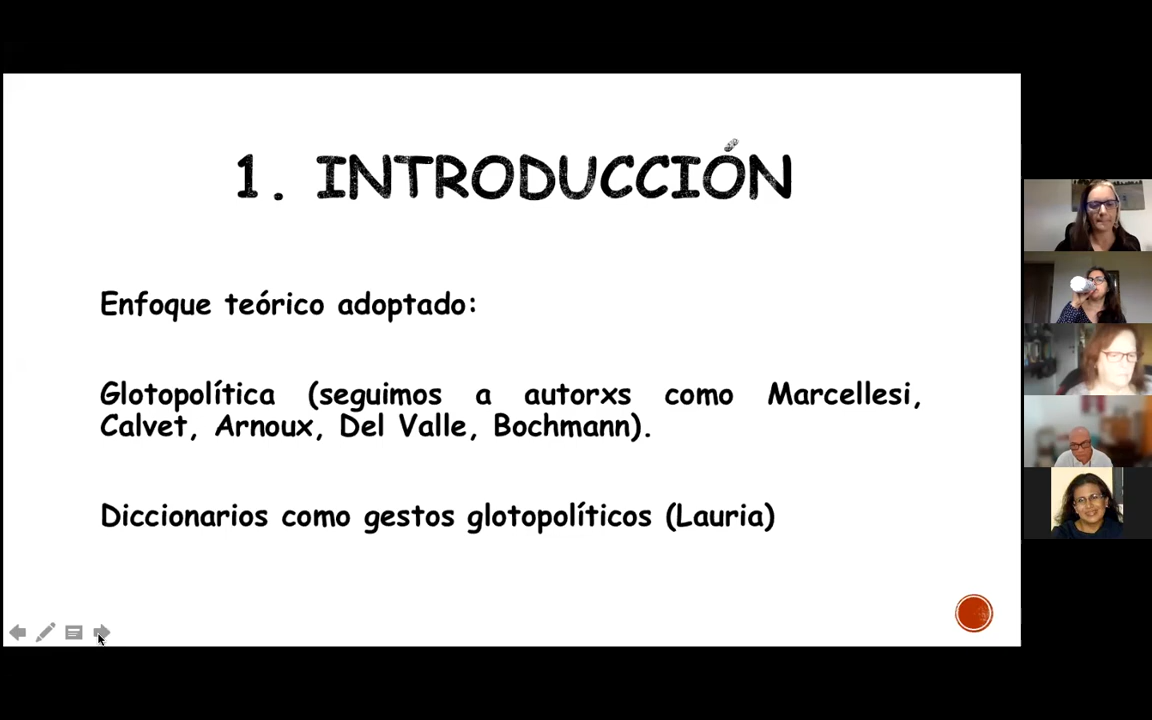 1. INTRODUCCIÓN
Enfoque teórico adoptado:
Glotopolítica (seguimos a autorxs como Marcellesi,
Calvet, Arnoux, Del Valle, Bochmann).
Diccionarios como gestos glotopolíticos (Lauria)